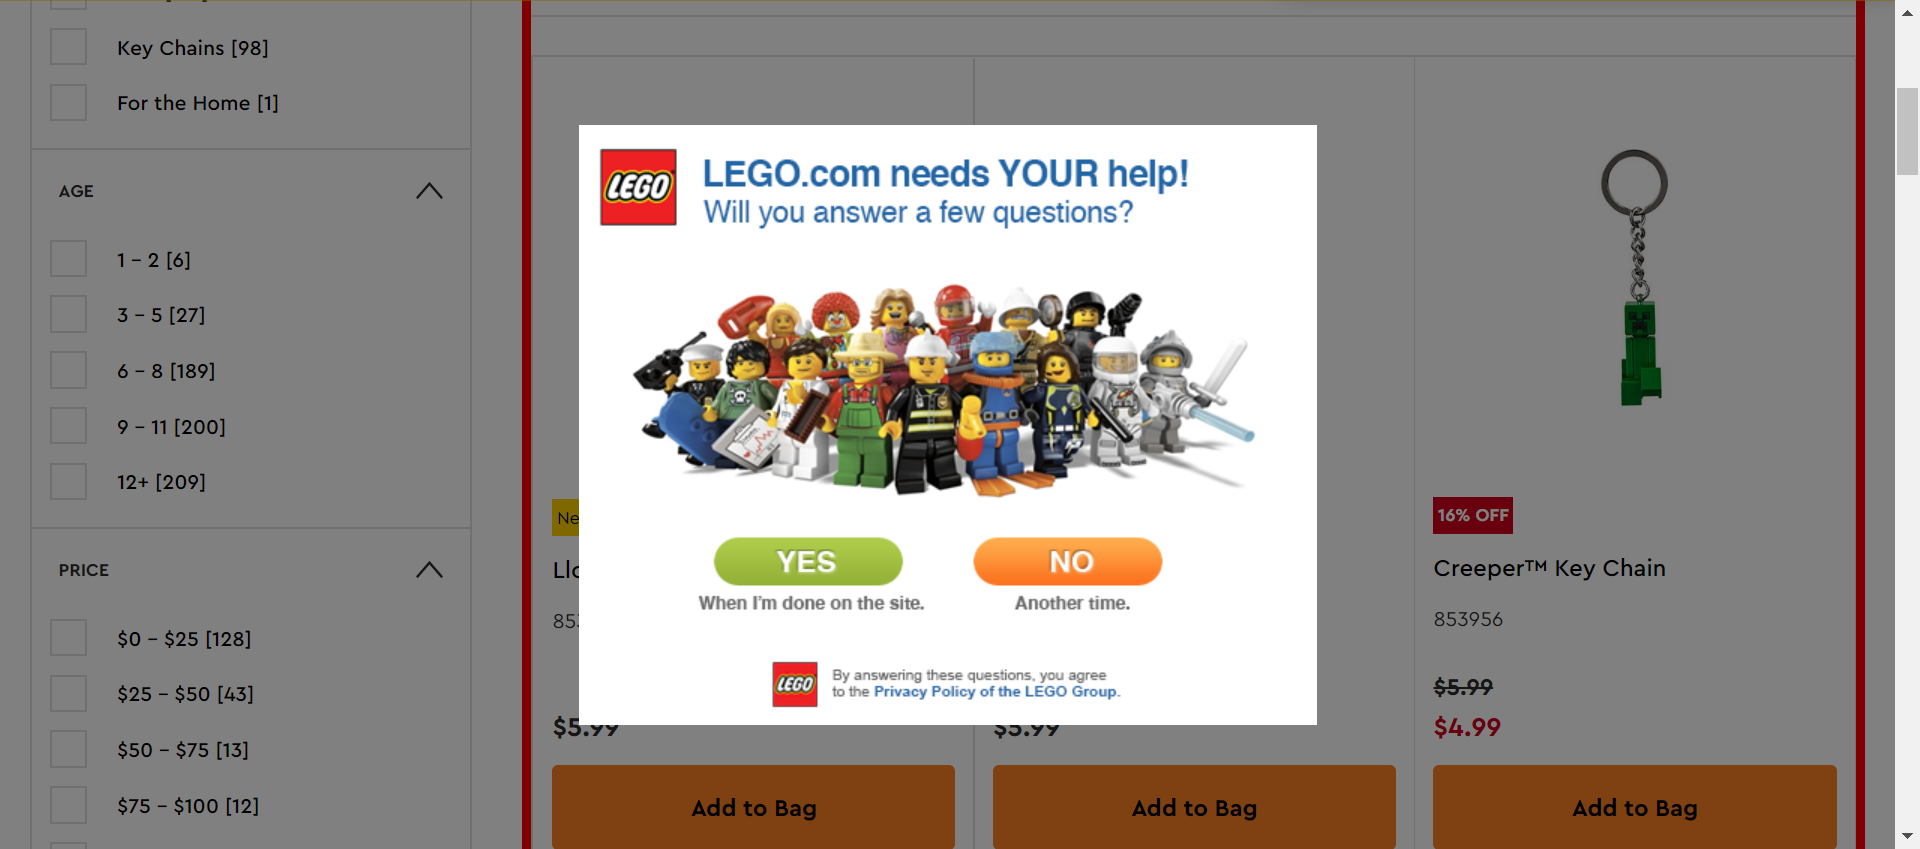 Key Chains [98]
For the Home [1]
AGE
1 – 2 [6]
3 – 5 [27]
6 – 8 [189]
9 – 11 [200]
12+ [209]
PRICE
$0 – $25 [128]
$25 – $50 [43]
$50 – $75 [13]
$75 – $100 [12]
LEGO
LEGO.com needs YOUR help!
Will you answer a few questions?
YES
When I'm done on the site.
NO
Another time.
LEGO
By answering these questions, you agree
to the Privacy Policy of the LEGO Group.
Ne
Llo
853
$5.99
Add to Bag
$5.99
Add to Bag
16% OFF
Creeper™ Key Chain
853956
$5.99
$4.99
Add to Bag